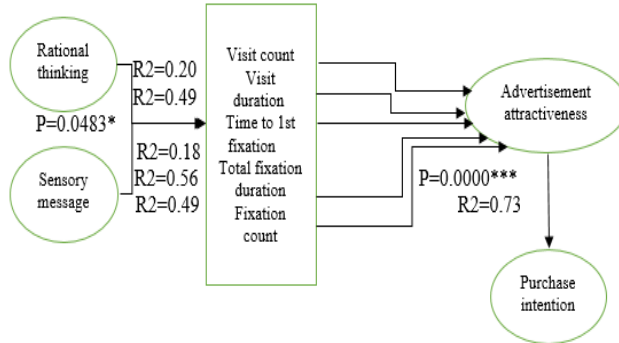 Rational
thinking
P=0.0483*
Sensory
message
R2=0.20
R2=0.49
R2=0.18
R2=0.56
R2=0.49
Visit count
Visit
duration
Time to 1st
fixation
Total fixation
duration
Fixation
count
Advertisement
attractiveness
P=0.0000***
R2=0.73
Purchase
intention